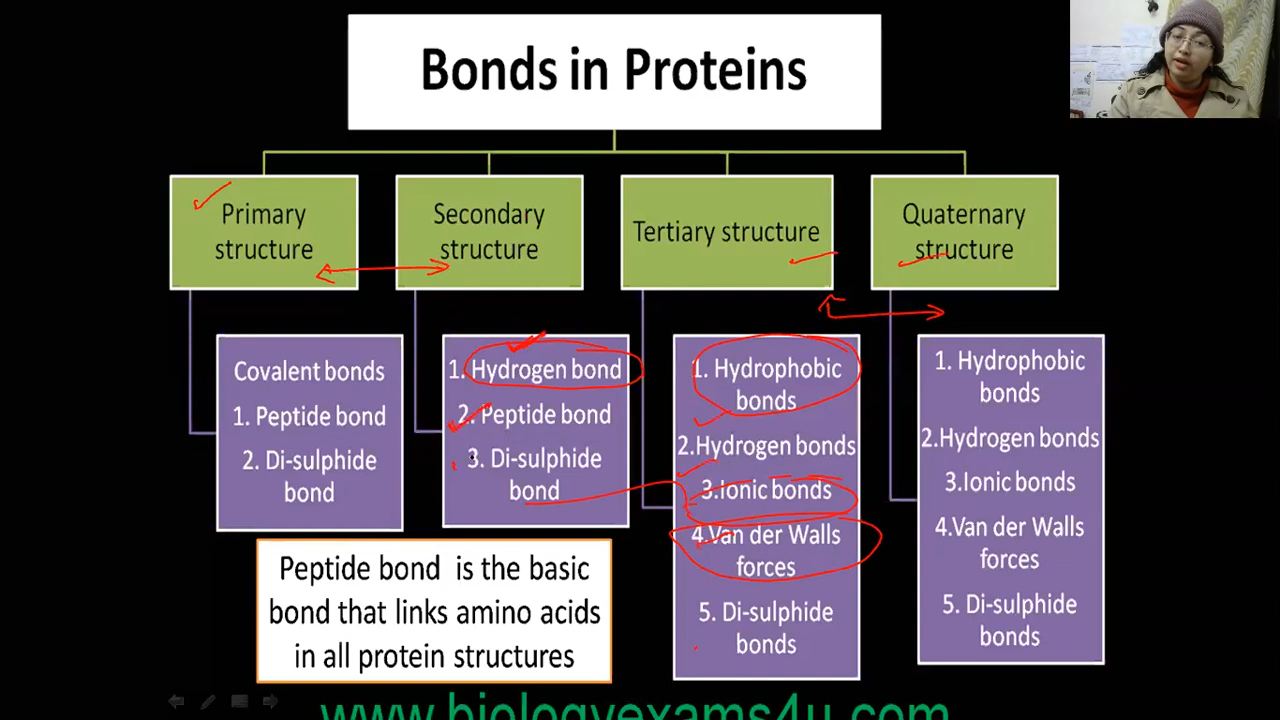 Bonds in Proteins
Primary
structure
Secondary
structure
Tertiary structure
Quaternary
structure
Covalent bonds
1. Peptide bond
2. Di-sulphide
bond
1. Hydrogen bond
2. Peptide bond
3. Di-sulphide
bond
1. Hydrophobic
bonds
2.Hydrogen bonds
3.Ionic bonds
4.Van der Walls
forces
5. Di-sulphide
bonds
1. Hydrophobic
bonds
2.Hydrogen bonds
3.Ionic bonds
4.Van der Walls
forces
5. Di-sulphide
bonds
Peptide bond is the basic
bond that links amino acids
in all protein structures
www.biologyexams4u.com